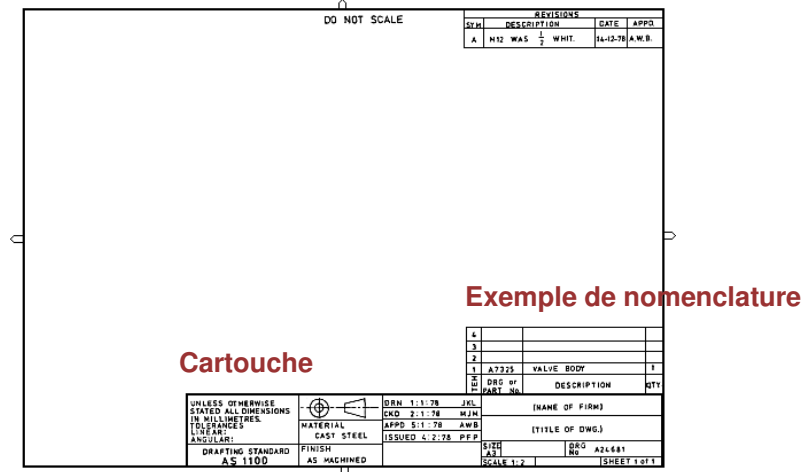 DO NOT SCALE
REVISIONS
SYM DESCRIPTION DATE APPD.
A N12 WAS 1/2 WHIT. 14-12-78 A.W.B.
Exemple de nomenclature
4
3
2
1 A7325 VALVE BODY 1
ITEM DRG or PART No. DESCRIPTION QTY
Cartouche
UNLESS OTHERWISE
STATED ALL DIMENSIONS
IN MILLIMETRES.
TOLERANCES
LINEAR:
ANGULAR:
DRAFTING STANDARD
AS 1100
MATERIAL
CAST STEEL
FINISH
AS MACHINED
DRN 1:1:78 JKL
CKD 2:1:78 MJM
APPD 5:1:78 AWB
ISSUED 4:2:78 PFP
(NAME OF FIRM)
(TITLE OF DWG.)
SIZE A3 DRG No A24681
SCALE 1:2 SHEET 1 of 1